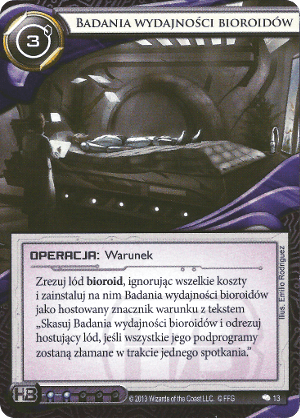 3
BADANIA WYDAJNOŚCI BIOROIDÓW
OPERACJA: Warunek
Zrezuj lód bioroid, ignorując wszelkie koszty
i zainstaluj na nim Badania wydajności bioroidów
jako hostowany znacznik warunku z tekstem
„Skasuj Badania wydajności bioroidów i odrezuj
hostujący lód, jeśli wszystkie jego podprogramy
zostaną złamane w trakcie jednego spotkania.”
Ilus. Emilio Rodriguez
HB
© 2013 Wizards of the Coast LLC. © FFG
13